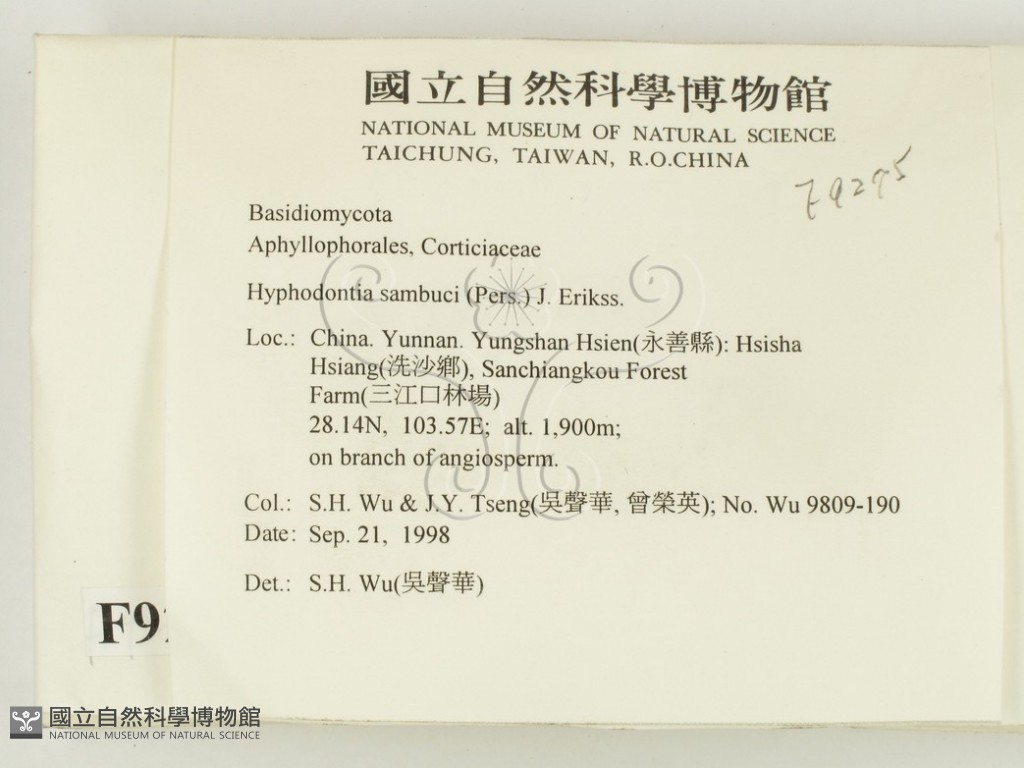 國立自然科學博物館
NATIONAL MUSEUM OF NATURAL SCIENCE
TAICHUNG, TAIWAN, R.O.CHINA
Basidiomycota
Aphyllophorales, Corticiaceae
Hyphodontia sambuci (Pers.) J. Erikss.
Loc.: China. Yunnan. Yungshan Hsien(永善縣): Hsisha
Hsiang(洗沙鄉), Sanchiangkou Forest
Farm(三江口林場)
28.14N, 103.57E; alt. 1,900m;
on branch of angiosperm.
Col.: S.H. Wu & J.Y. Tseng(吳聲華, 曾榮英); No. Wu 9809-190
Date: Sep. 21, 1998
Det.: S.H. Wu(吳聲華)
F9
國立自然科學博物館
NATIONAL MUSEUM OF NATURAL SCIENCE